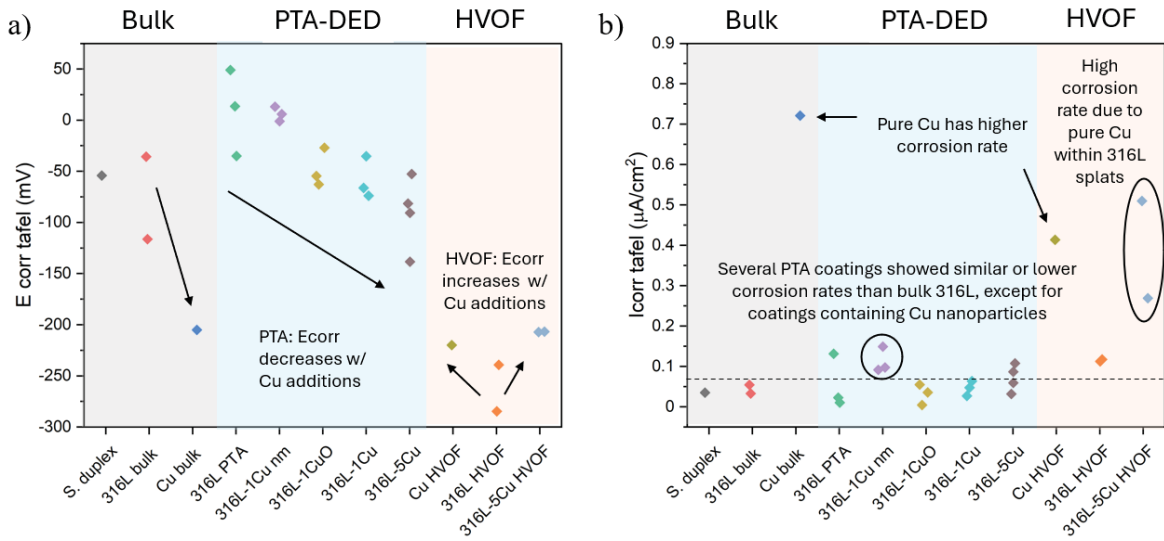 a)
Bulk
PTA-DED
HVOF
E corr tafel (mV)
50
0
-50
-100
-150
-200
-250
-300
HVOF: Ecorr
increases w/
Cu additions
PTA: Ecorr
decreases w/
Cu additions
S. duplex
316L bulk
Cu bulk
316L PTA
316L-1Cu nm
316L-1CuO
316L-1Cu
316L-5Cu
Cu HVOF
316L HVOF
316L-5Cu HVOF
b)
Bulk
PTA-DED
HVOF
Icorr tafel (μA/cm²)
0.9
0.8
0.7
0.6
0.5
0.4
0.3
0.2
0.1
0
Pure Cu has higher
corrosion rate
High
corrosion
rate due to
pure Cu
within 316L
splats
Several PTA coatings showed similar or lower
corrosion rates than bulk 316L, except for
coatings containing Cu nanoparticles
S. duplex
316L bulk
Cu bulk
316L PTA
316L-1Cu nm
316L-1CuO
316L-1Cu
316L-5Cu
Cu HVOF
316L HVOF
316L-5Cu HVOF